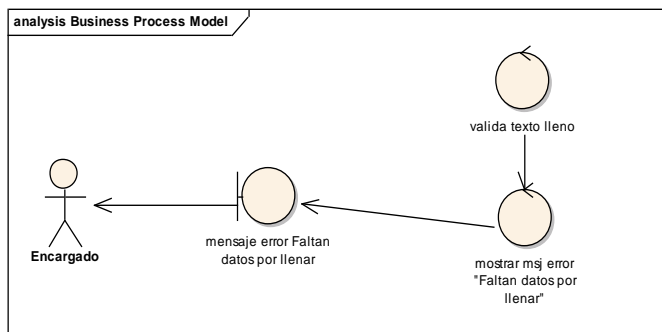 analysis Business Process Model
valida texto lleno
mensaje error Faltan
datos por llenar
Encargado
mostrar msj error
"Faltan datos por
llenar"